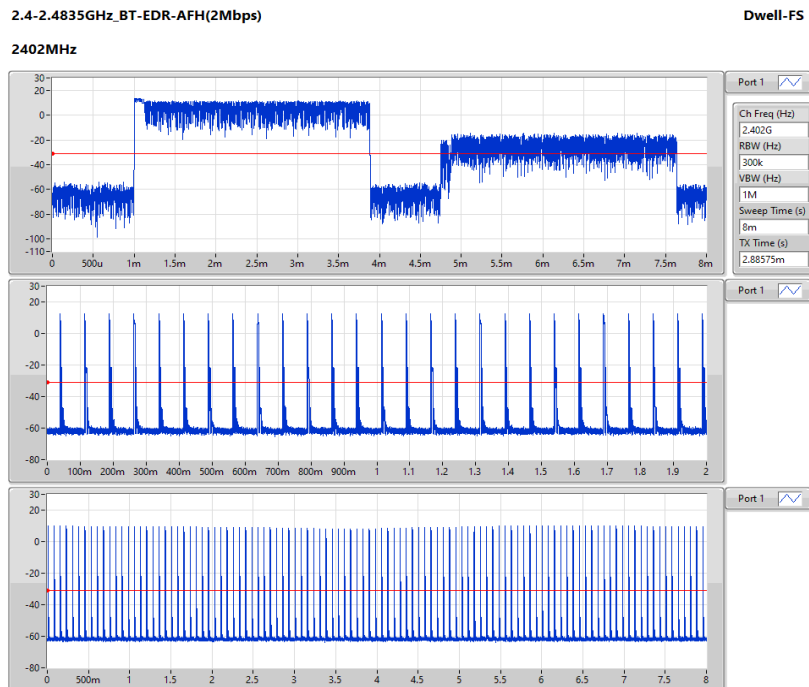 2.4-2.4835GHz_BT-EDR-AFH(2Mbps) Dwell-FS
2402MHz
30
20
0
-20
-40
-60
-80
-100
-110
0 500u 1m 1.5m 2m 2.5m 3m 3.5m 4m 4.5m 5m 5.5m 6m 6.5m 7m 7.5m 8m
Port 1
Ch Freq (Hz)
2.402G
RBW (Hz)
300k
VBW (Hz)
1M
Sweep Time (s)
8m
TX Time (s)
2.88575m
30
20
0
-20
-40
-60
-80
0 100m 200m 300m 400m 500m 600m 700m 800m 900m 1 1.1 1.2 1.3 1.4 1.5 1.6 1.7 1.8 1.9 2
Port 1
30
20
0
-20
-40
-60
-80
0 500m 1 1.5 2 2.5 3 3.5 4 4.5 5 5.5 6 6.5 7 7.5 8
Port 1